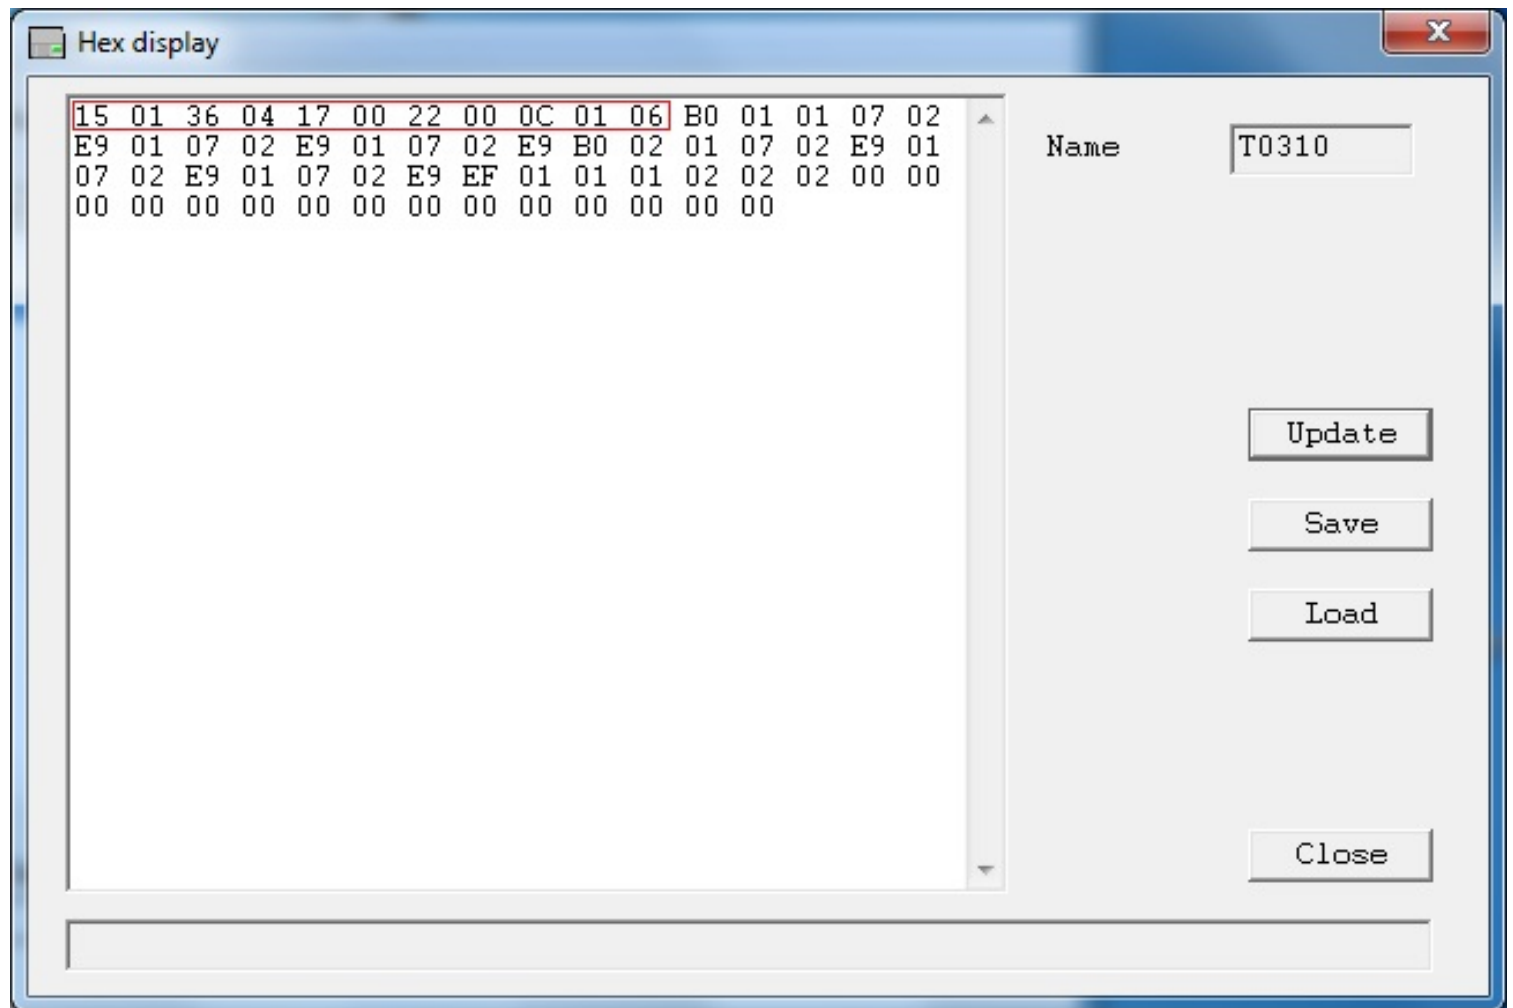 Hex display
15 01 36 04 17 00 22 00 0C 01 06 B0 01 01 07 02
E9 01 07 02 E9 01 07 02 E9 B0 02 01 07 02 E9 01
07 02 E9 01 07 02 E9 EF 01 01 01 02 02 02 00 00
00 00 00 00 00 00 00 00 00 00 00 00 00
Name
T0310
Update
Save
Load
Close